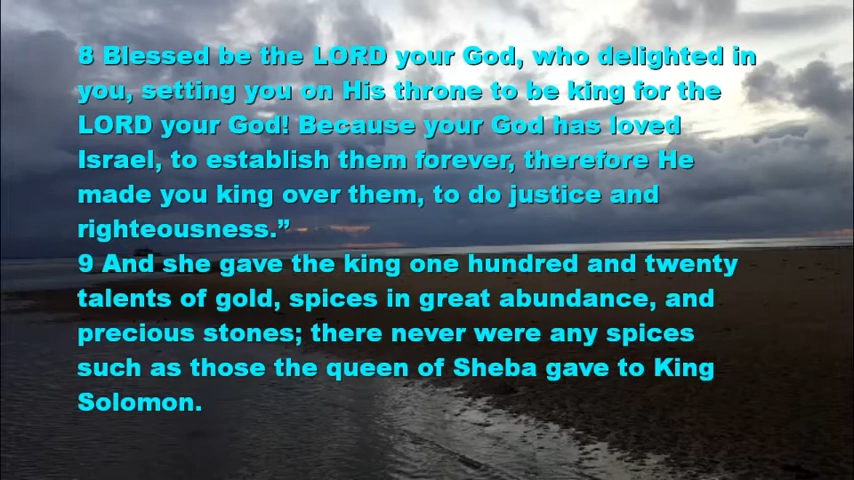 8 Blessed be the LORD your God, who delighted in
you, setting you on His throne to be king for the
LORD your God! Because your God has loved
Israel, to establish them forever, therefore He
made you king over them, to do justice and
righteousness.”
9 And she gave the king one hundred and twenty
talents of gold, spices in great abundance, and
precious stones; there never were any spices
such as those the queen of Sheba gave to King
Solomon.